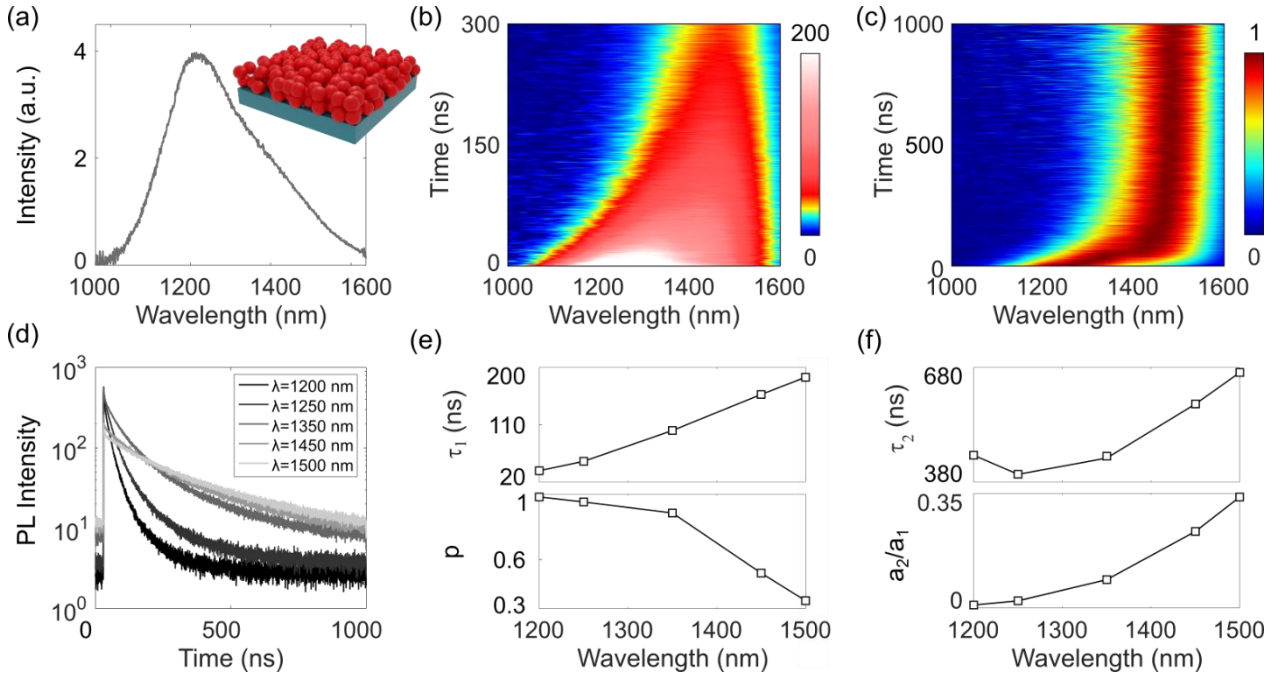 (a)
4
2
0
Intensity (a.u.)
1000
1200
1400
1600
Wavelength (nm)
(b)
300
150
0
Time (ns)
1000 1200 1400 1600
Wavelength (nm)
200
0
(c)
1000
500
0
Time (ns)
1000 1200 1400 1600
Wavelength (nm)
1
0
(d)
10³
10²
10¹
10⁰
PL Intensity
λ=1200 nm
λ=1250 nm
λ=1350 nm
λ=1450 nm
λ=1500 nm
0 500 1000
Time (ns)
(e)
200
110
20
τ₁ (ns)
1
0.6
0.3
p
1200 1300 1400 1500
Wavelength (nm)
(f)
680
380
τ₂ (ns)
0.35
0
a₂/a₁
1200 1300 1400 1500
Wavelength (nm)